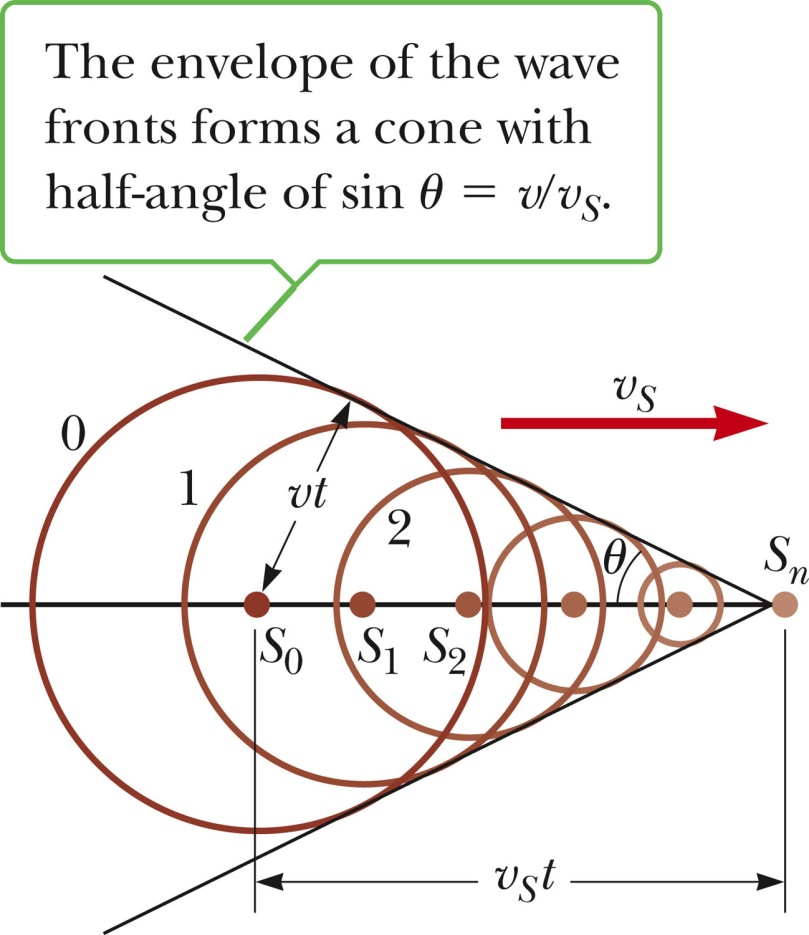 The envelope of the wave
fronts forms a cone with
half-angle of sin θ = v/vS.
vS
0
1
vt
2
θ
Sn
S0
S1
S2
vSt